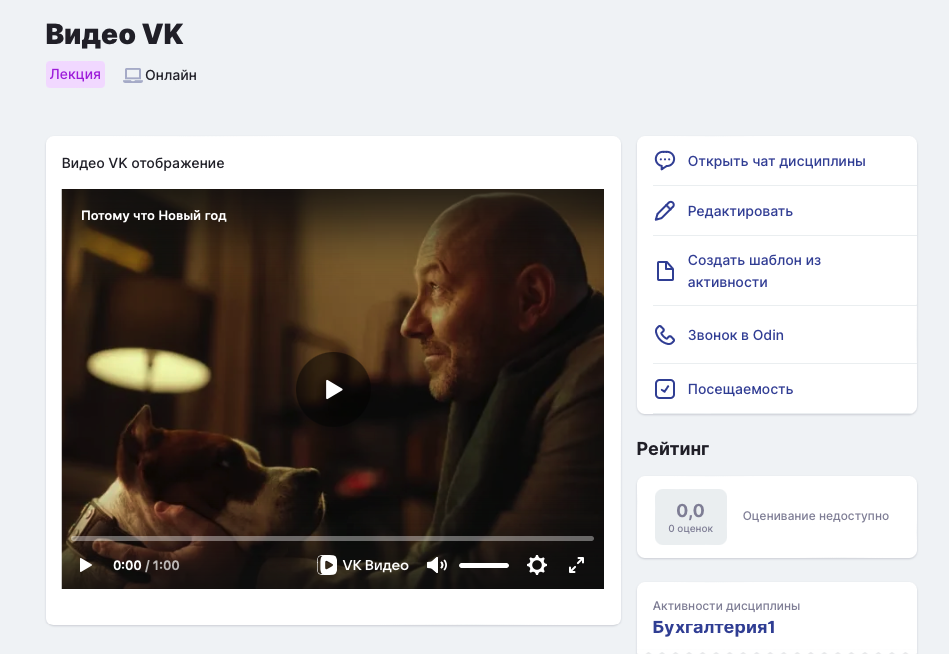 Видео VK
Лекция
Онлайн
Видео VK отображение
Потому что Новый год
0:00 / 1:00
VK Видео
Открыть чат дисциплины
Редактировать
Создать шаблон из
активности
Звонок в Odin
Посещаемость
Рейтинг
0,0
0 оценок
Оценивание недоступно
Активности дисциплины
Бухгалтерия1